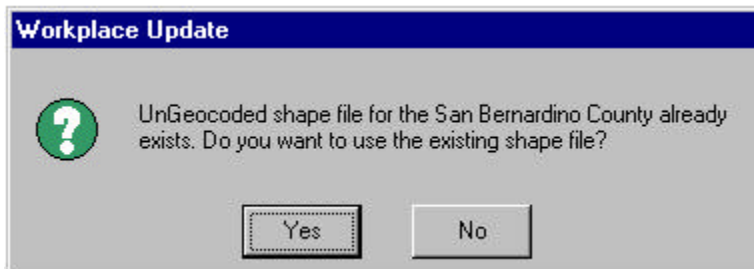 Workplace Update
UnGeocoded shape file for the San Bernardino County already
exists. Do you want to use the existing shape file?
Yes
No